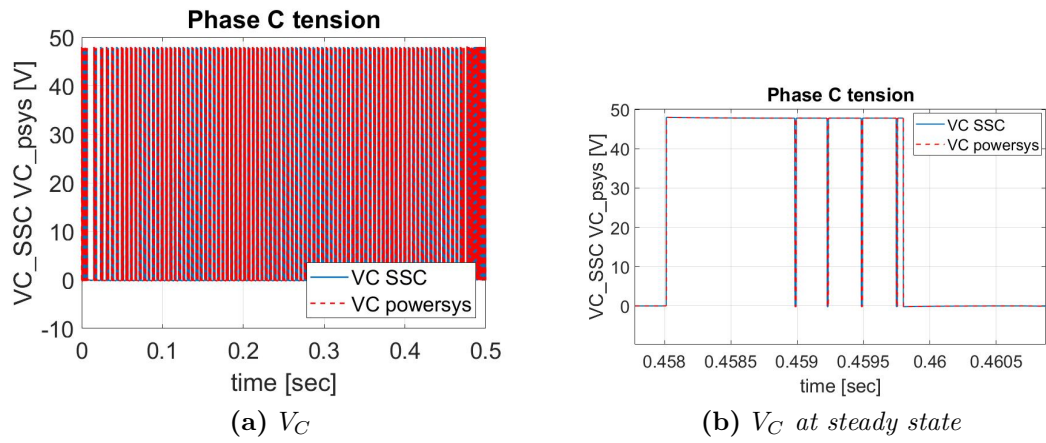 Phase C tension
VC_SSC VC_psys [V]
50
40
30
20
10
0
-10
VC SSC
VC powersys
0 0.1 0.2 0.3 0.4 0.5
time [sec]
(a) V_C
Phase C tension
VC_SSC VC_psys [V]
50
40
30
20
10
0
VC SSC
VC powersys
0.458 0.4585 0.459 0.4595 0.46 0.4605
time [sec]
(b) V_C at steady state